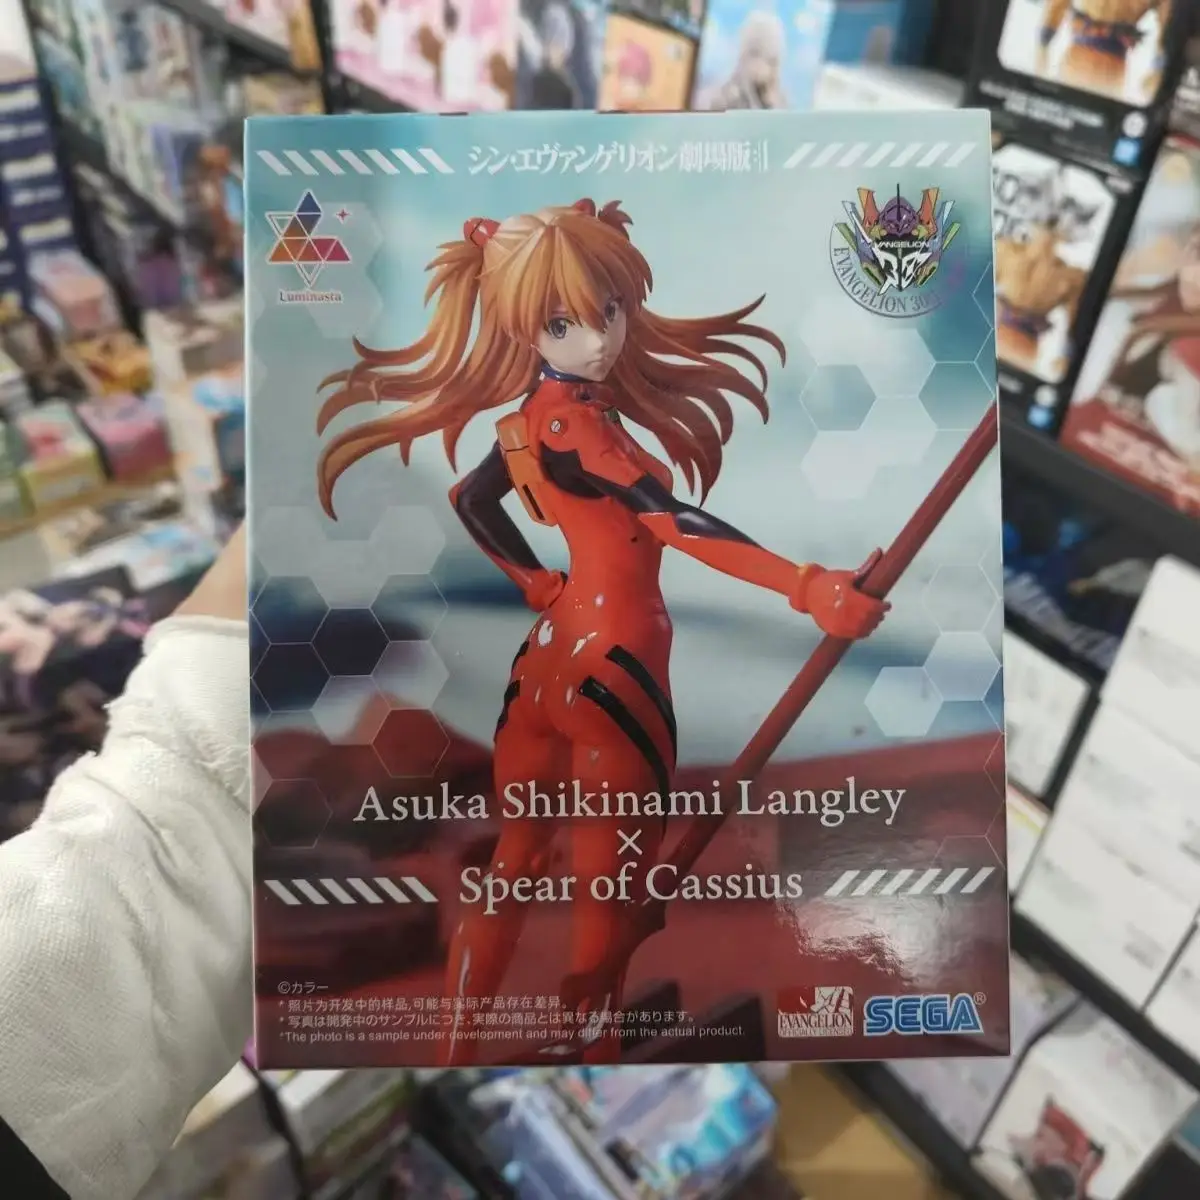 シン・エヴァンゲリオン劇場版:||
Luminasta
EVANGELION
EVANGELION 30th
Asuka Shikinami Langley
×
Spear of Cassius
©カラー
*照片为开发中的样品,可能与实际产品存在差异。
*写真は開発中のサンプルにつき、実際の商品とは異なる場合があります。
*The photo is a sample under development and may differ from the actual product.
EVANGELION
SEGA®